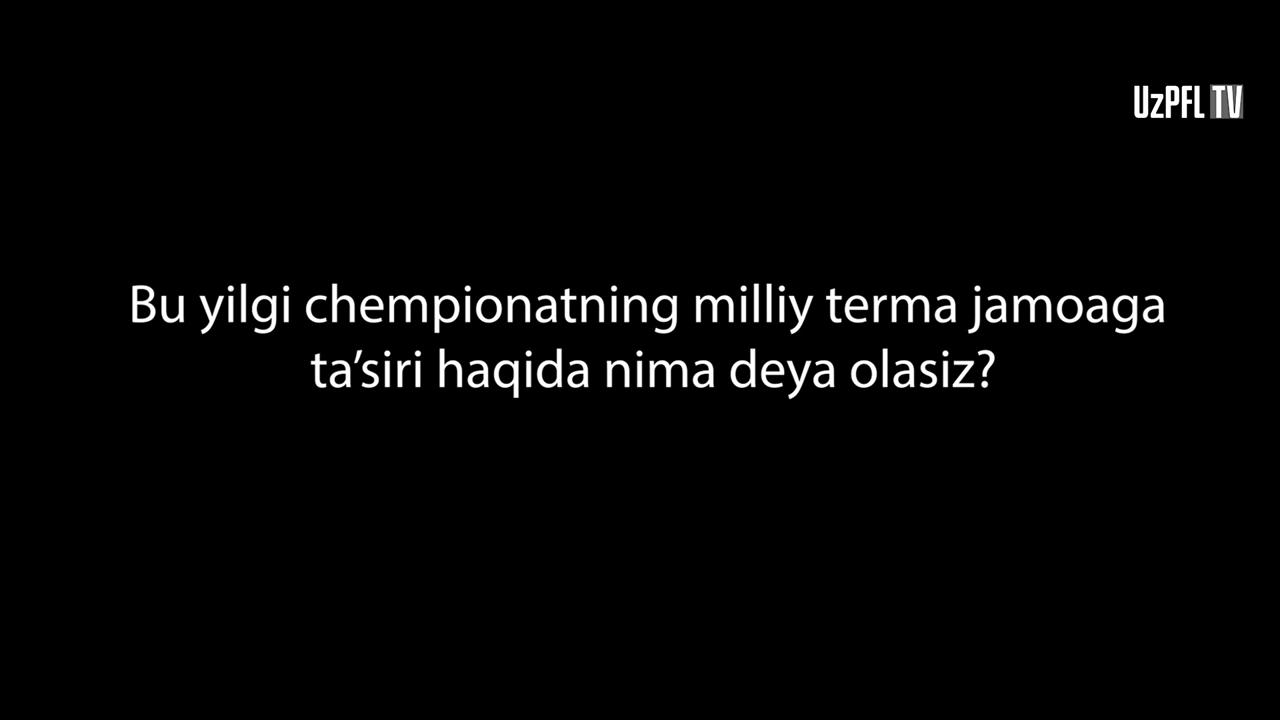 UzPFL TV
Bu yilgi chempionatning milliy terma jamoaga
ta’siri haqida nima deya olasiz?